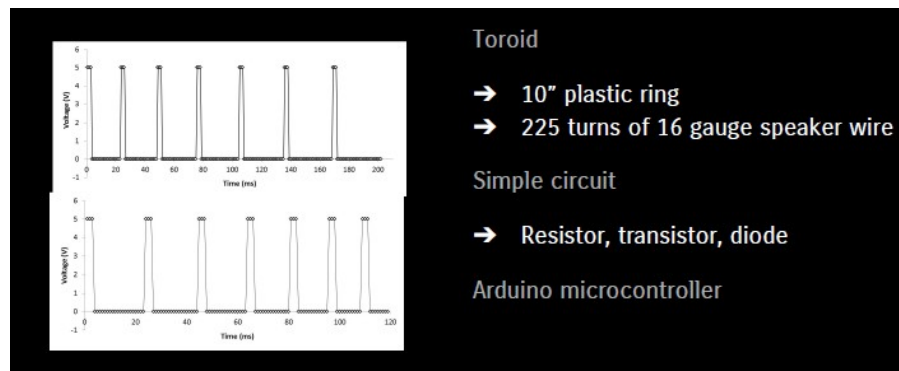 6
5
4
3
2
1
0
-1
Voltage (V)
0 20 40 60 80 100 120 140 160 180 200
Time (ms)
6
5
4
3
2
1
0
-1
Voltage (V)
0 20 40 60 80 100 120
Time (ms)
Toroid
➔ 10” plastic ring
➔ 225 turns of 16 gauge speaker wire
Simple circuit
➔ Resistor, transistor, diode
Arduino microcontroller